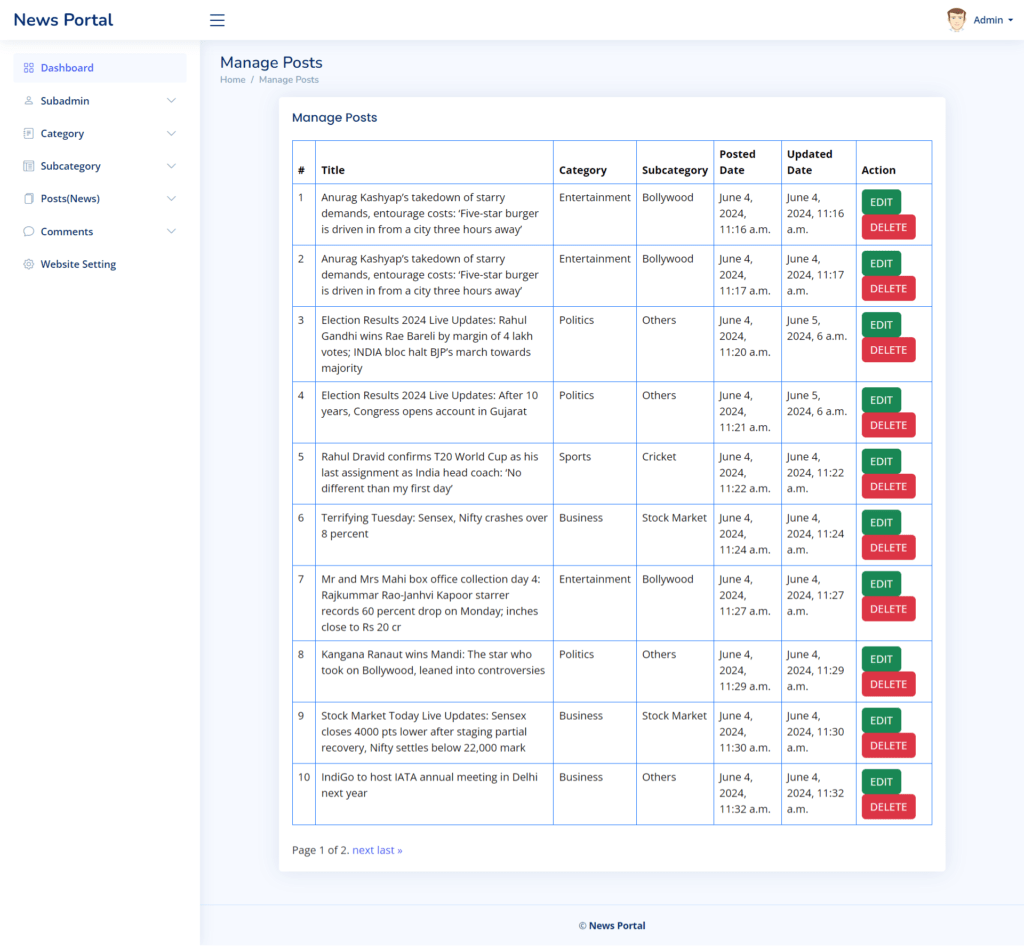 News Portal
Admin
Dashboard
Subadmin
Category
Subcategory
Posts(News)
Comments
Website Setting
Manage Posts
Home / Manage Posts
Manage Posts
# Title Category Subcategory Posted Date Updated Date Action
1 Anurag Kashyap’s takedown of starry demands, entourage costs: ‘Five-star burger is driven in from a city three hours away’ Entertainment Bollywood June 4, 2024, 11:16 a.m. June 4, 2024, 11:16 a.m. EDIT DELETE
2 Anurag Kashyap’s takedown of starry demands, entourage costs: ‘Five-star burger is driven in from a city three hours away’ Entertainment Bollywood June 4, 2024, 11:17 a.m. June 4, 2024, 11:17 a.m. EDIT DELETE
3 Election Results 2024 Live Updates: Rahul Gandhi wins Rae Bareli by margin of 4 lakh votes; INDIA bloc halt BJP’s march towards majority Politics Others June 4, 2024, 11:20 a.m. June 5, 2024, 6 a.m. EDIT DELETE
4 Election Results 2024 Live Updates: After 10 years, Congress opens account in Gujarat Politics Others June 4, 2024, 11:21 a.m. June 5, 2024, 6 a.m. EDIT DELETE
5 Rahul Dravid confirms T20 World Cup as his last assignment as India head coach: ‘No different than my first day’ Sports Cricket June 4, 2024, 11:22 a.m. June 4, 2024, 11:22 a.m. EDIT DELETE
6 Terrifying Tuesday: Sensex, Nifty crashes over 8 percent Business Stock Market June 4, 2024, 11:24 a.m. June 4, 2024, 11:24 a.m. EDIT DELETE
7 Mr and Mrs Mahi box office collection day 4: Rajkummar Rao-Janhvi Kapoor starrer records 60 percent drop on Monday; inches close to Rs 20 cr Entertainment Bollywood June 4, 2024, 11:27 a.m. June 4, 2024, 11:27 a.m. EDIT DELETE
8 Kangana Ranaut wins Mandi: The star who took on Bollywood, leaned into controversies Politics Others June 4, 2024, 11:29 a.m. June 4, 2024, 11:29 a.m. EDIT DELETE
9 Stock Market Today Live Updates: Sensex closes 4000 pts lower after staging partial recovery, Nifty settles below 22,000 mark Business Stock Market June 4, 2024, 11:30 a.m. June 4, 2024, 11:30 a.m. EDIT DELETE
10 IndiGo to host IATA annual meeting in Delhi next year Business Others June 4, 2024, 11:32 a.m. June 4, 2024, 11:32 a.m. EDIT DELETE
Page 1 of 2. next last »
© News Portal